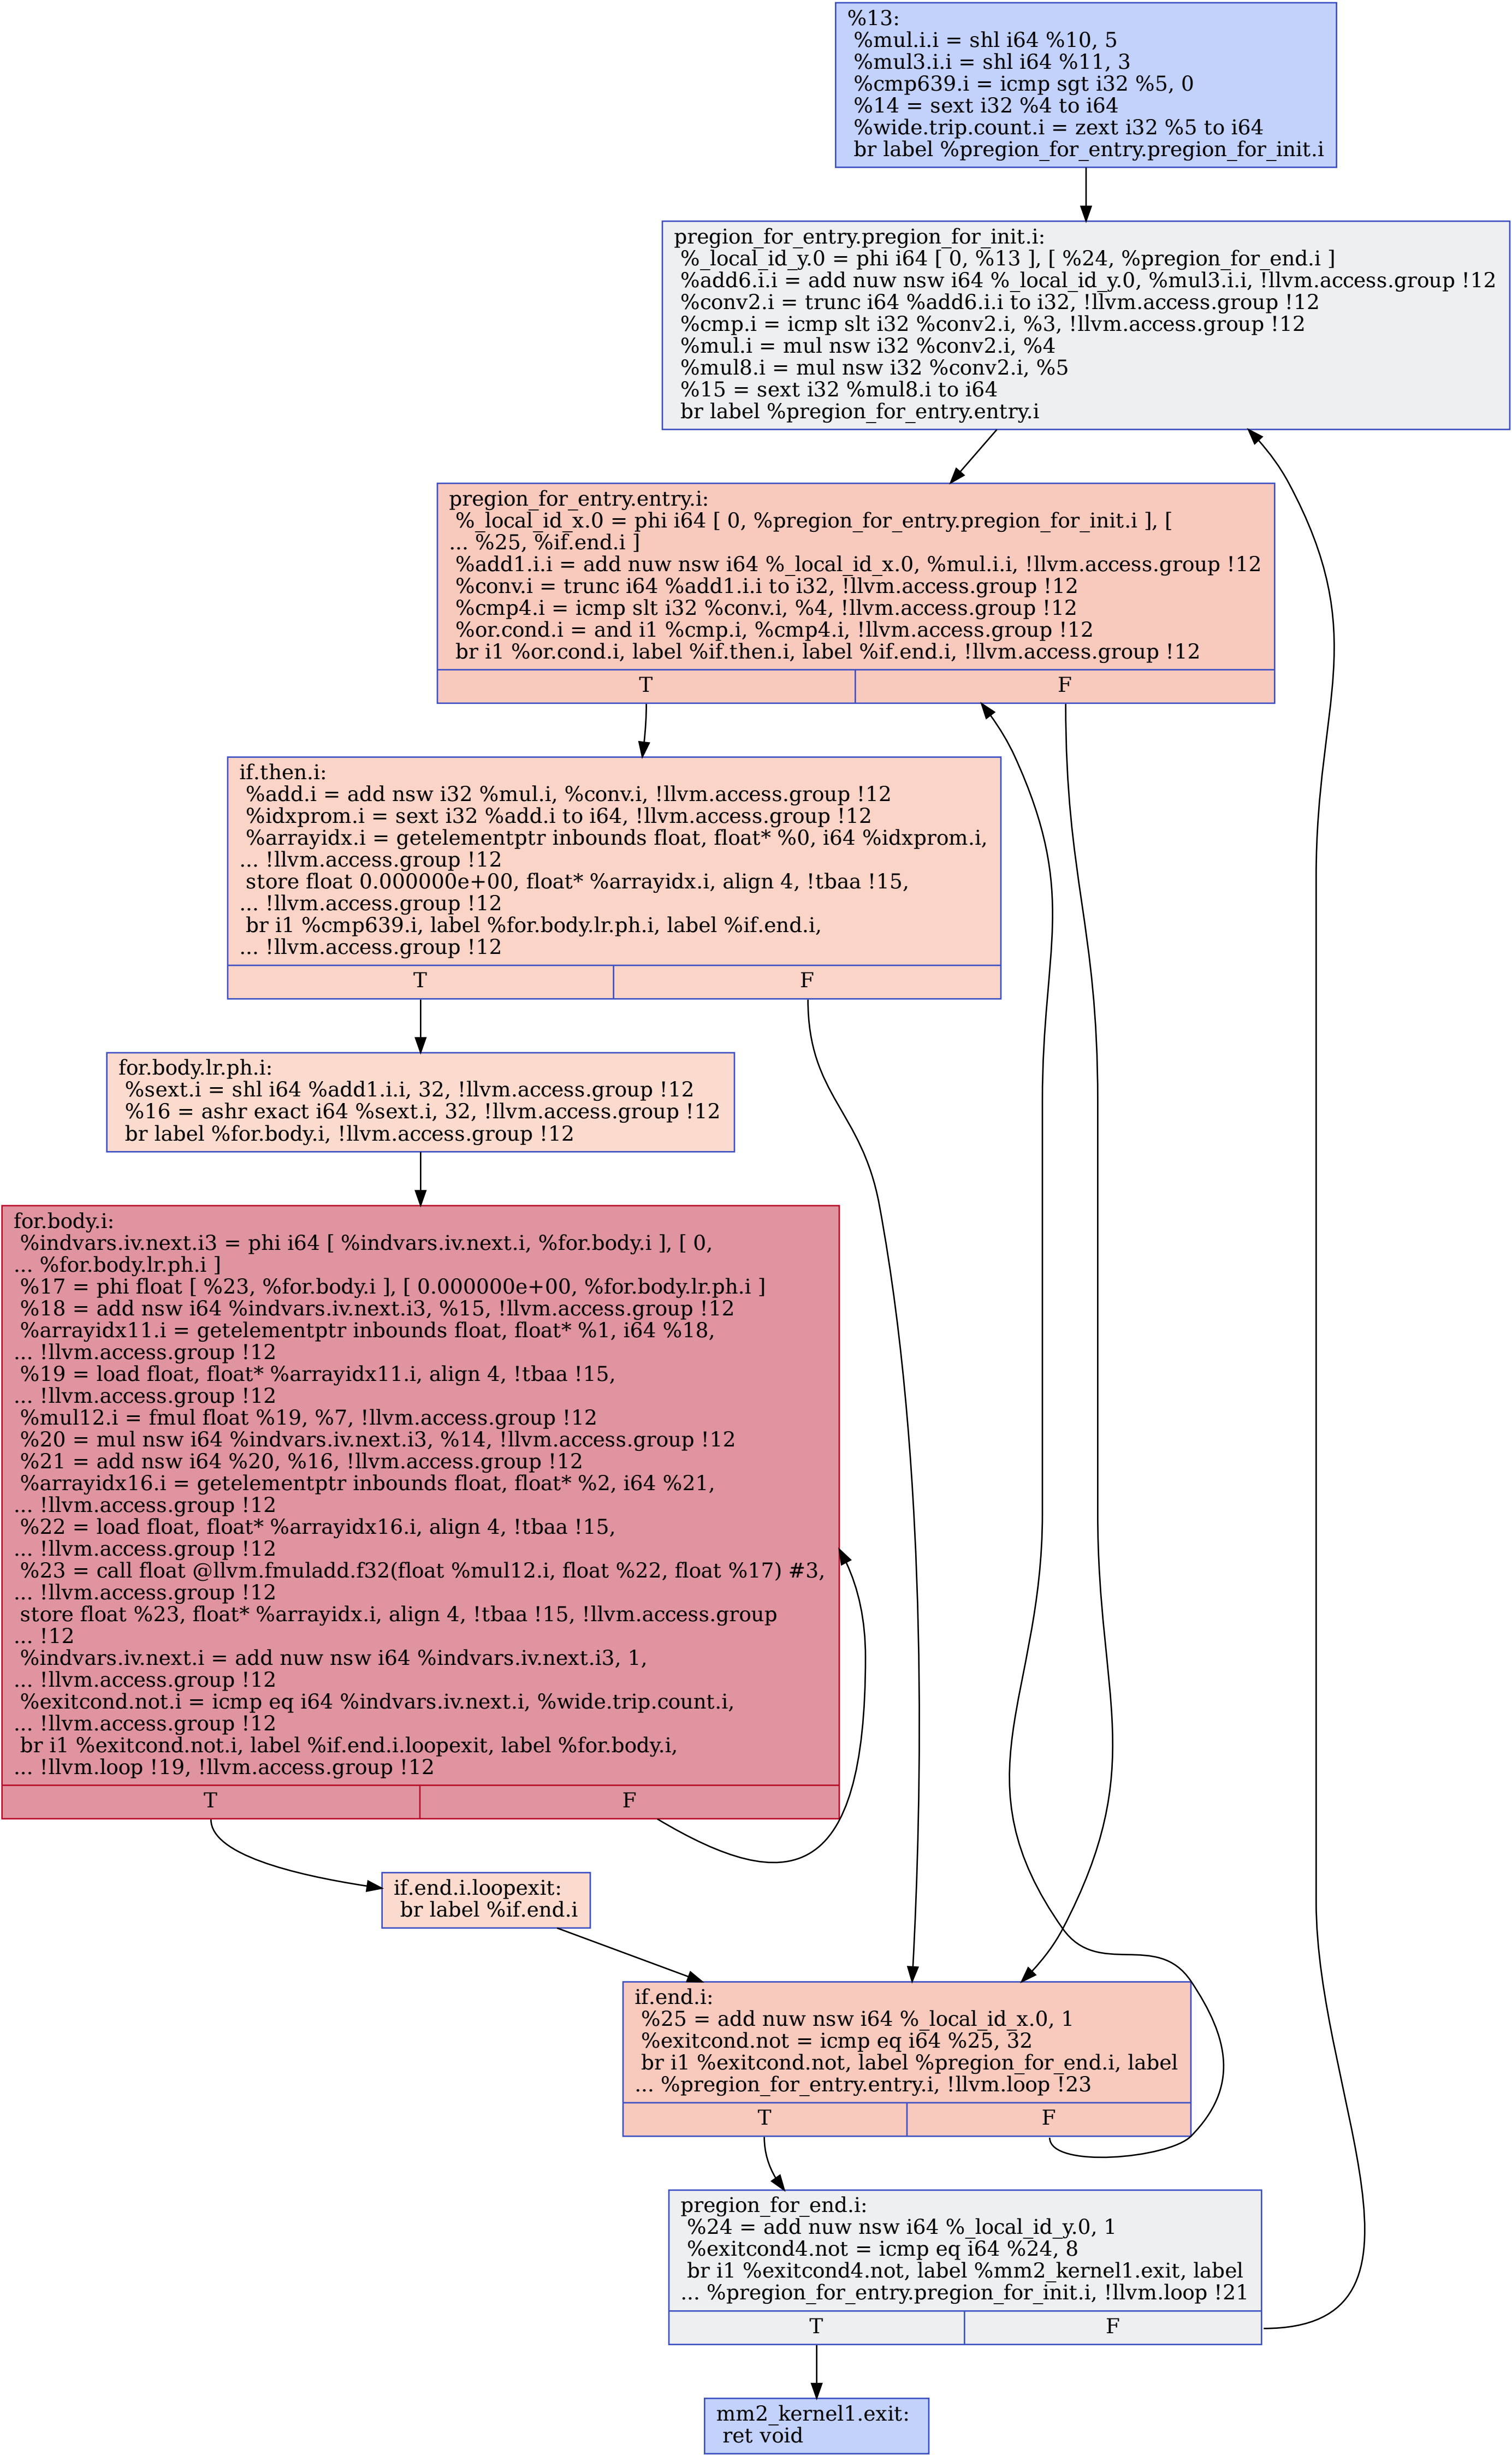 %13:
%mul.i.i = shl i64 %10, 5
%mul3.i.i = shl i64 %11, 3
%cmp639.i = icmp sgt i32 %5, 0
%14 = sext i32 %4 to i64
%wide.trip.count.i = zext i32 %5 to i64
br label %pregion_for_entry.pregion_for_init.i
pregion_for_entry.pregion_for_init.i:
%_local_id_y.0 = phi i64 [ 0, %13 ], [ %24, %pregion_for_end.i ]
%add6.i.i = add nuw nsw i64 %_local_id_y.0, %mul3.i.i, !llvm.access.group !12
%conv2.i = trunc i64 %add6.i.i to i32, !llvm.access.group !12
%cmp.i = icmp slt i32 %conv2.i, %3, !llvm.access.group !12
%mul.i = mul nsw i32 %conv2.i, %4
%mul8.i = mul nsw i32 %conv2.i, %5
%15 = sext i32 %mul8.i to i64
br label %pregion_for_entry.entry.i
pregion_for_entry.entry.i:
%_local_id_x.0 = phi i64 [ 0, %pregion_for_entry.pregion_for_init.i ], [
... %25, %if.end.i ]
%add1.i.i = add nuw nsw i64 %_local_id_x.0, %mul.i.i, !llvm.access.group !12
%conv.i = trunc i64 %add1.i.i to i32, !llvm.access.group !12
%cmp4.i = icmp slt i32 %conv.i, %4, !llvm.access.group !12
%or.cond.i = and i1 %cmp.i, %cmp4.i, !llvm.access.group !12
br i1 %or.cond.i, label %if.then.i, label %if.end.i, !llvm.access.group !12
T F
if.then.i:
%add.i = add nsw i32 %mul.i, %conv.i, !llvm.access.group !12
%idxprom.i = sext i32 %add.i to i64, !llvm.access.group !12
%arrayidx.i = getelementptr inbounds float, float* %0, i64 %idxprom.i,
... !llvm.access.group !12
store float 0.000000e+00, float* %arrayidx.i, align 4, !tbaa !15,
... !llvm.access.group !12
br i1 %cmp639.i, label %for.body.lr.ph.i, label %if.end.i,
... !llvm.access.group !12
T F
for.body.lr.ph.i:
%sext.i = shl i64 %add1.i.i, 32, !llvm.access.group !12
%16 = ashr exact i64 %sext.i, 32, !llvm.access.group !12
br label %for.body.i, !llvm.access.group !12
for.body.i:
%indvars.iv.next.i3 = phi i64 [ %indvars.iv.next.i, %for.body.i ], [ 0,
... %for.body.lr.ph.i ]
%17 = phi float [ %23, %for.body.i ], [ 0.000000e+00, %for.body.lr.ph.i ]
%18 = add nsw i64 %indvars.iv.next.i3, %15, !llvm.access.group !12
%arrayidx11.i = getelementptr inbounds float, float* %1, i64 %18,
... !llvm.access.group !12
%19 = load float, float* %arrayidx11.i, align 4, !tbaa !15,
... !llvm.access.group !12
%mul12.i = fmul float %19, %7, !llvm.access.group !12
%20 = mul nsw i64 %indvars.iv.next.i3, %14, !llvm.access.group !12
%21 = add nsw i64 %20, %16, !llvm.access.group !12
%arrayidx16.i = getelementptr inbounds float, float* %2, i64 %21,
... !llvm.access.group !12
%22 = load float, float* %arrayidx16.i, align 4, !tbaa !15,
... !llvm.access.group !12
%23 = call float @llvm.fmuladd.f32(float %mul12.i, float %22, float %17) #3,
... !llvm.access.group !12
store float %23, float* %arrayidx.i, align 4, !tbaa !15, !llvm.access.group
... !12
%indvars.iv.next.i = add nuw nsw i64 %indvars.iv.next.i3, 1,
... !llvm.access.group !12
%exitcond.not.i = icmp eq i64 %indvars.iv.next.i, %wide.trip.count.i,
... !llvm.access.group !12
br i1 %exitcond.not.i, label %if.end.i.loopexit, label %for.body.i,
... !llvm.loop !19, !llvm.access.group !12
T F
if.end.i.loopexit:
br label %if.end.i
if.end.i:
%25 = add nuw nsw i64 %_local_id_x.0, 1
%exitcond.not = icmp eq i64 %25, 32
br i1 %exitcond.not, label %pregion_for_end.i, label
... %pregion_for_entry.entry.i, !llvm.loop !23
T F
pregion_for_end.i:
%24 = add nuw nsw i64 %_local_id_y.0, 1
%exitcond4.not = icmp eq i64 %24, 8
br i1 %exitcond4.not, label %mm2_kernel1.exit, label
... %pregion_for_entry.pregion_for_init.i, !llvm.loop !21
T F
mm2_kernel1.exit:
ret void